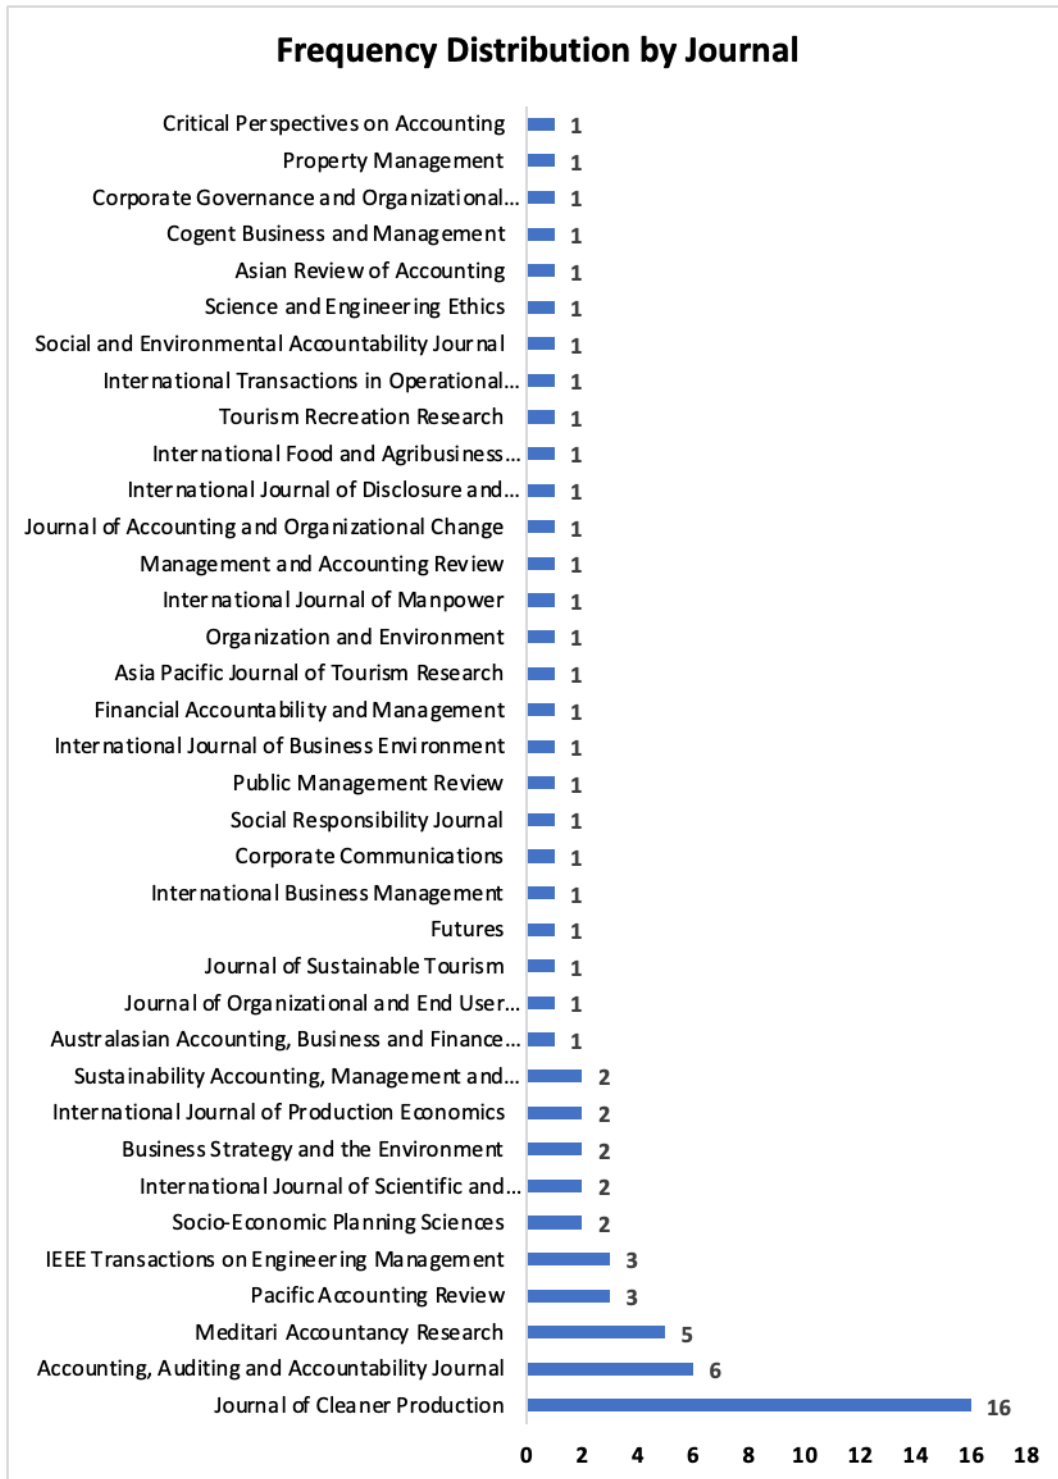 Frequency Distribution by Journal
Critical Perspectives on Accounting 1
Property Management 1
Corporate Governance and Organizational... 1
Cogent Business and Management 1
Asian Review of Accounting 1
Science and Engineering Ethics 1
Social and Environmental Accountability Journal 1
International Transactions in Operational... 1
Tourism Recreation Research 1
International Food and Agribusiness... 1
International Journal of Disclosure and... 1
Journal of Accounting and Organizational Change 1
Management and Accounting Review 1
International Journal of Manpower 1
Organization and Environment 1
Asia Pacific Journal of Tourism Research 1
Financial Accountability and Management 1
International Journal of Business Environment 1
Public Management Review 1
Social Responsibility Journal 1
Corporate Communications 1
International Business Management 1
Futures 1
Journal of Sustainable Tourism 1
Journal of Organizational and End User... 1
Australasian Accounting, Business and Finance... 1
Sustainability Accounting, Management and... 2
International Journal of Production Economics 2
Business Strategy and the Environment 2
International Journal of Scientific and... 2
Socio-Economic Planning Sciences 2
IEEE Transactions on Engineering Management 3
Pacific Accounting Review 3
Meditari Accountancy Research 5
Accounting, Auditing and Accountability Journal 6
Journal of Cleaner Production 16
0 2 4 6 8 10 12 14 16 18